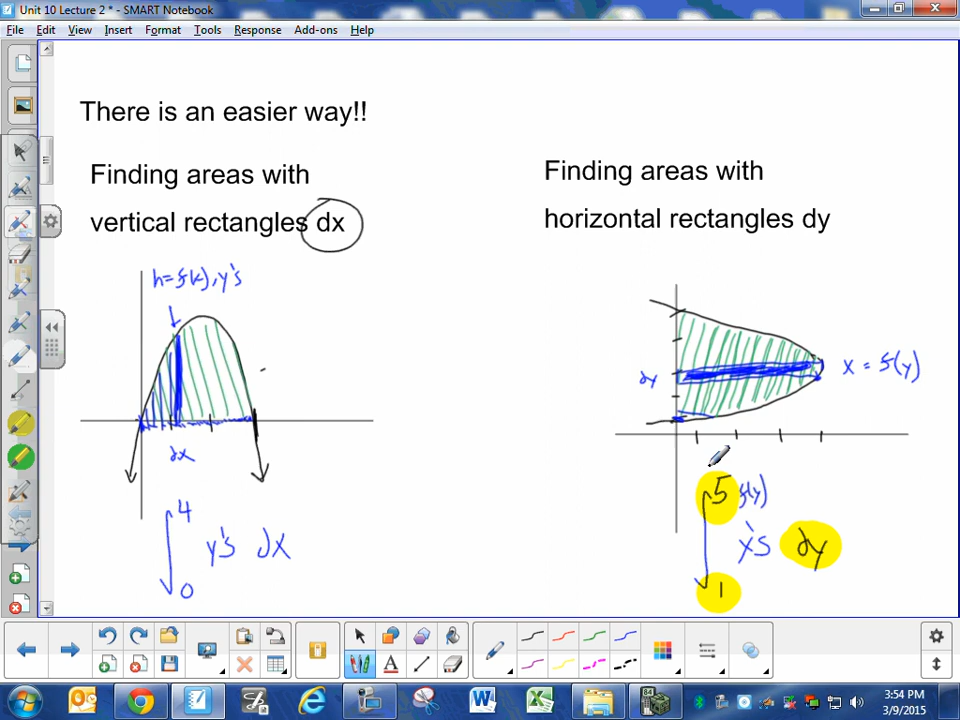 Unit 10 Lecture 2 * - SMART Notebook
File Edit View Insert Format Tools Response Window Help
There is an easier way!!
Finding areas with
vertical rectangles dx
h=f(x), y's
dx
4
y's dx
0
Finding areas with
horizontal rectangles dy
dy
x = f(y)
5 f(y)
x's dy
1
A
84
3:54 PM
3/9/2015